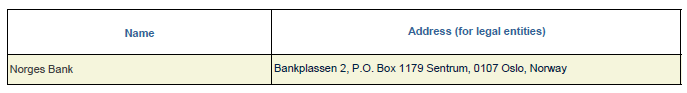 Name
Address (for legal entities)
Norges Bank
Bankplassen 2, P.O. Box 1179 Sentrum, 0107 Oslo, Norway